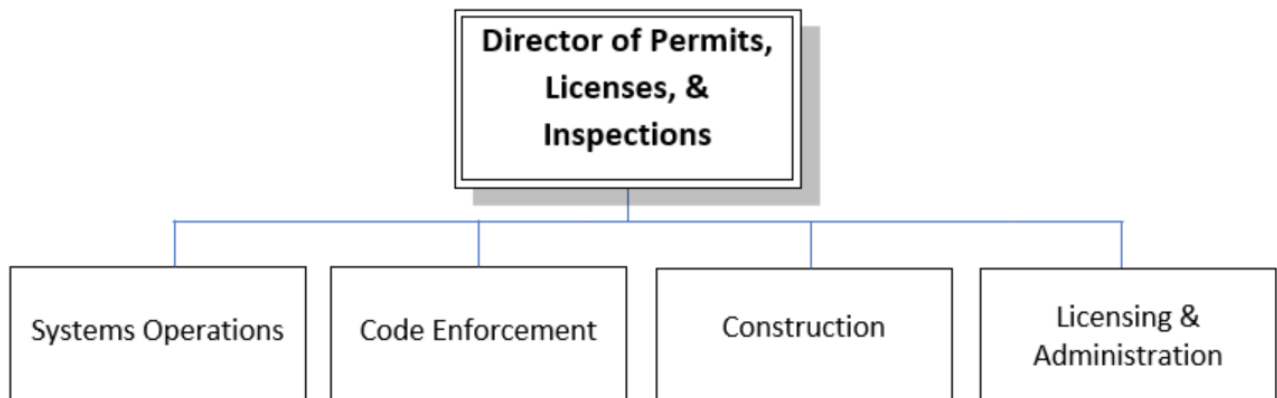 Director of Permits,
Licenses, &
Inspections
Systems Operations
Code Enforcement
Construction
Licensing &
Administration